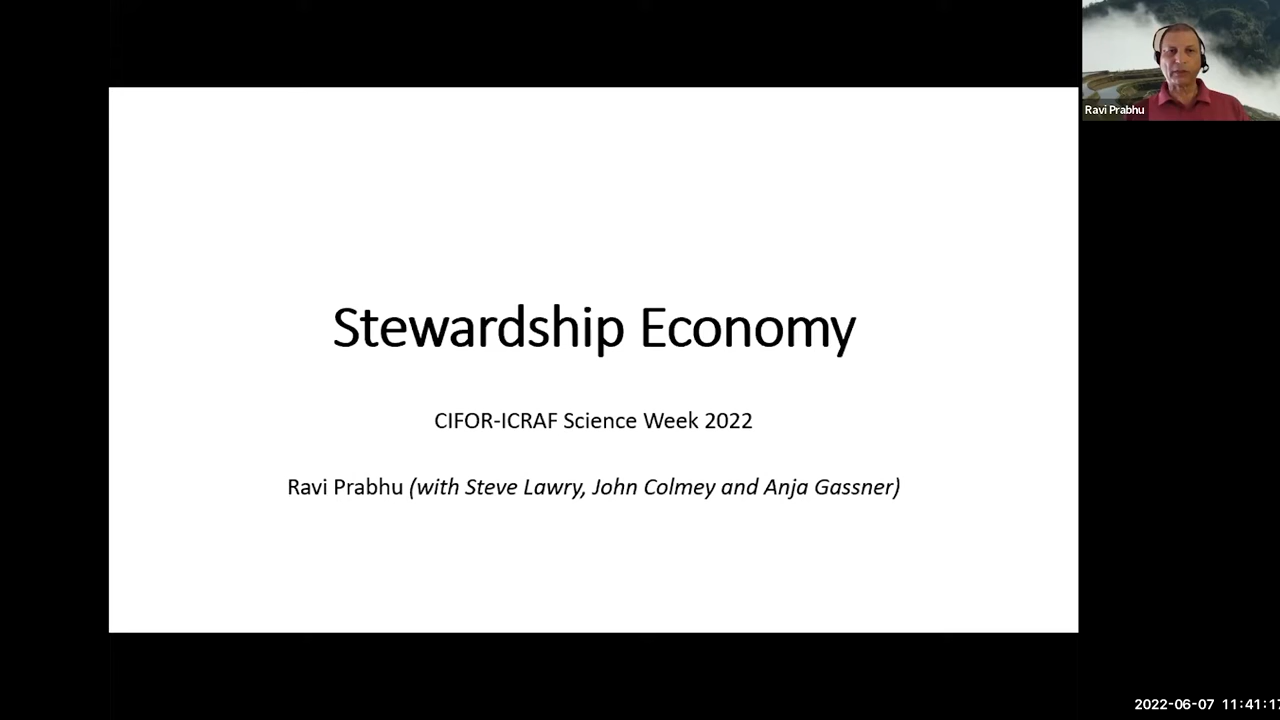 Ravi Prabhu
Stewardship Economy
CIFOR-ICRAF Science Week 2022
Ravi Prabhu (with Steve Lawry, John Colmey and Anja Gassner)
2022-06-07 11:41:1